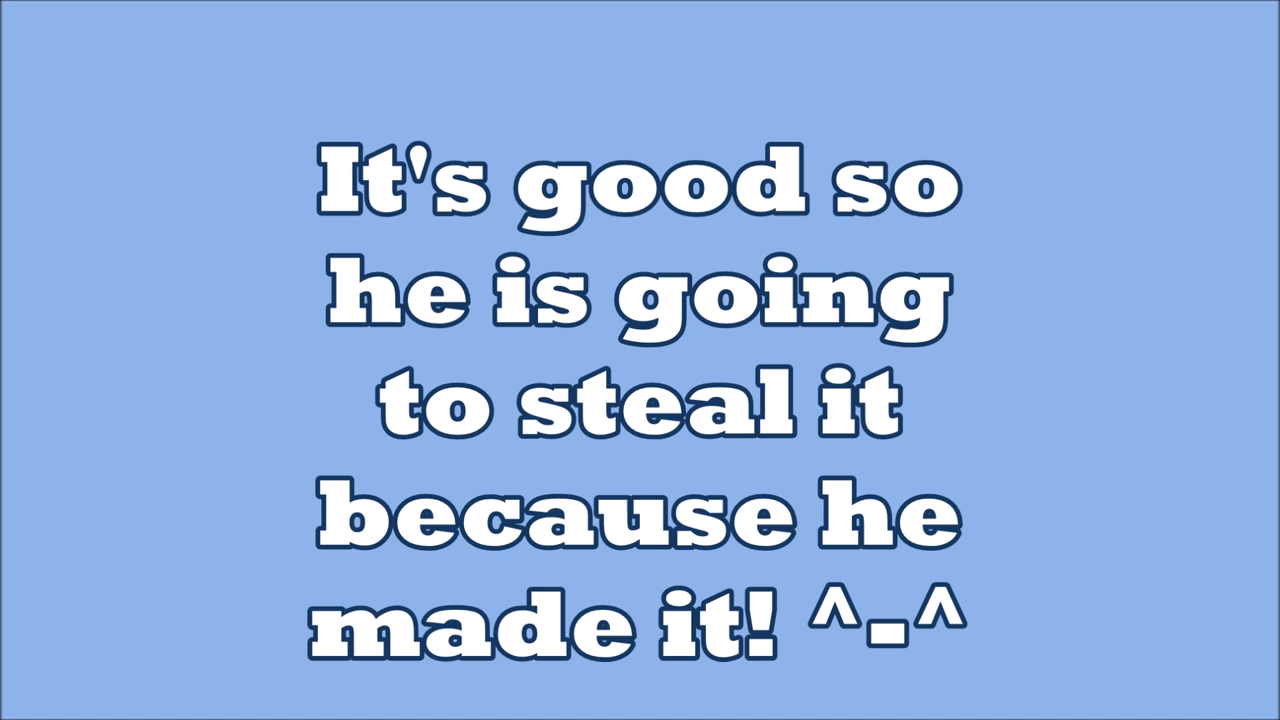 It's good so
he is going
to steal it
because he
made it! ^-^